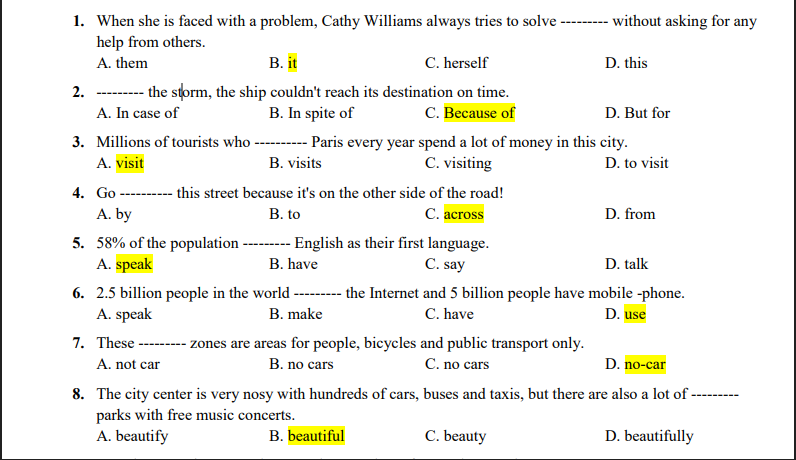 1. When she is faced with a problem, Cathy Williams always tries to solve --------- without asking for any
help from others.
A. them B. it C. herself D. this
2. --------- the storm, the ship couldn't reach its destination on time.
A. In case of B. In spite of C. Because of D. But for
3. Millions of tourists who ---------- Paris every year spend a lot of money in this city.
A. visit B. visits C. visiting D. to visit
4. Go ---------- this street because it's on the other side of the road!
A. by B. to C. across D. from
5. 58% of the population --------- English as their first language.
A. speak B. have C. say D. talk
6. 2.5 billion people in the world --------- the Internet and 5 billion people have mobile -phone.
A. speak B. make C. have D. use
7. These --------- zones are areas for people, bicycles and public transport only.
A. not car B. no cars C. no cars D. no-car
8. The city center is very nosy with hundreds of cars, buses and taxis, but there are also a lot of ---------
parks with free music concerts.
A. beautify B. beautiful C. beauty D. beautifully